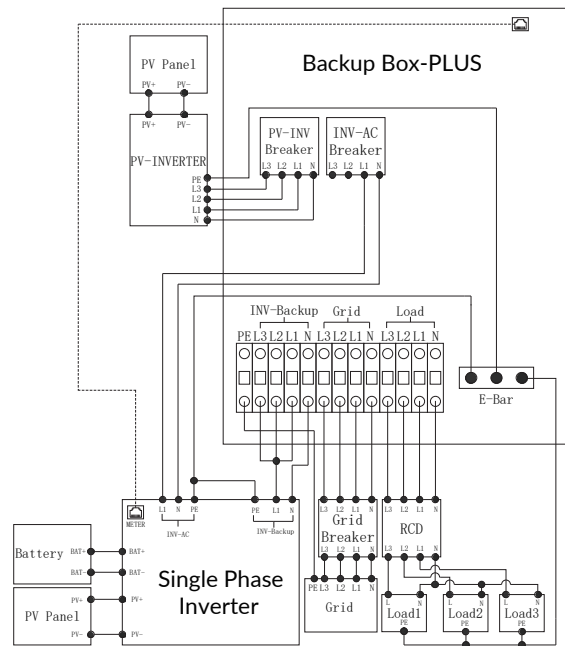 Backup Box-PLUS
PV Panel
PV+ PV-
PV+ PV-
PV-INVERTER
PE
L3
L2
L1
N
PV-INV
Breaker
L3 L2 L1 N
INV-AC
Breaker
L3 L2 L1 N
INV-Backup Grid Load
PE L3 L2 L1 N L3 L2 L1 N L3 L2 L1 N
E-Bar
METER
L1 N PE
INV-AC
PE L1 N
INV-Backup
Single Phase
Inverter
BAT+
BAT-
PV+
PV-
Battery
BAT+
BAT-
PV Panel
PV+
PV-
L3 L2 L1 N
Grid
Breaker
L3 L2 L1 N
PE L3 L2 L1 N
Grid
L3 L2 L1 N
RCD
L3 L2 L1 N
L N
Load1
PE
L N
Load2
PE
L N
Load3
PE